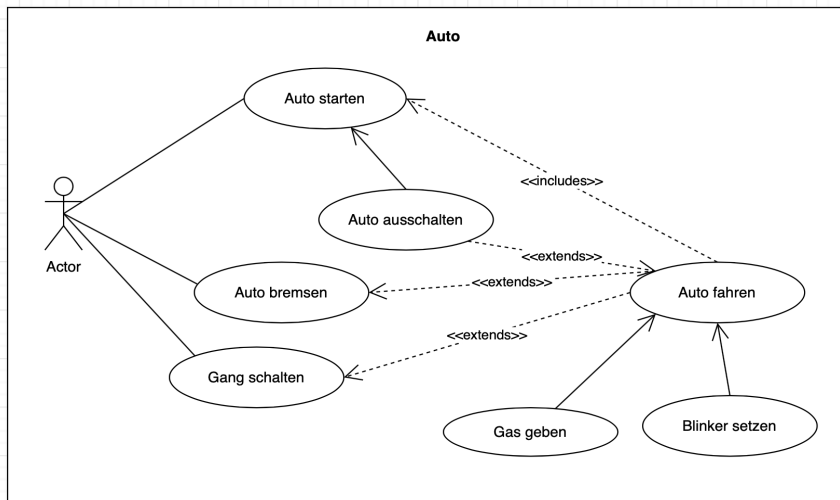 Auto
Auto starten
<<includes>>
Auto ausschalten
Actor
<<extends>>
<<extends>>
Auto bremsen
Auto fahren
<<extends>>
Gang schalten
Gas geben
Blinker setzen